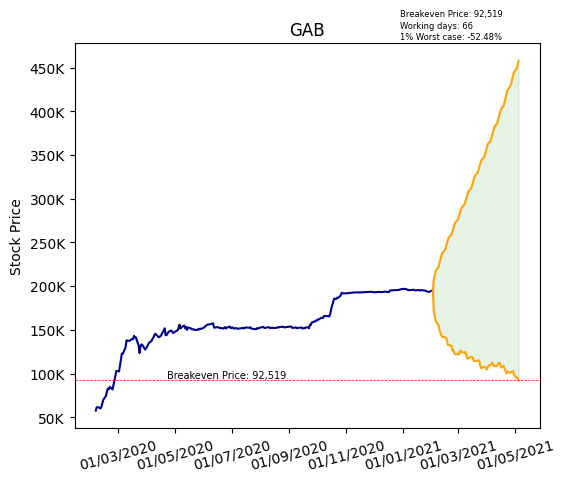 Breakeven Price: 92,519
Working days: 66
1% Worst case: -52.48%
GAB
Stock Price
450K
400K
350K
300K
250K
200K
150K
100K
50K
Breakeven Price: 92,519
01/03/2020
01/05/2020
01/07/2020
01/09/2020
01/11/2020
01/01/2021
01/03/2021
01/05/2021